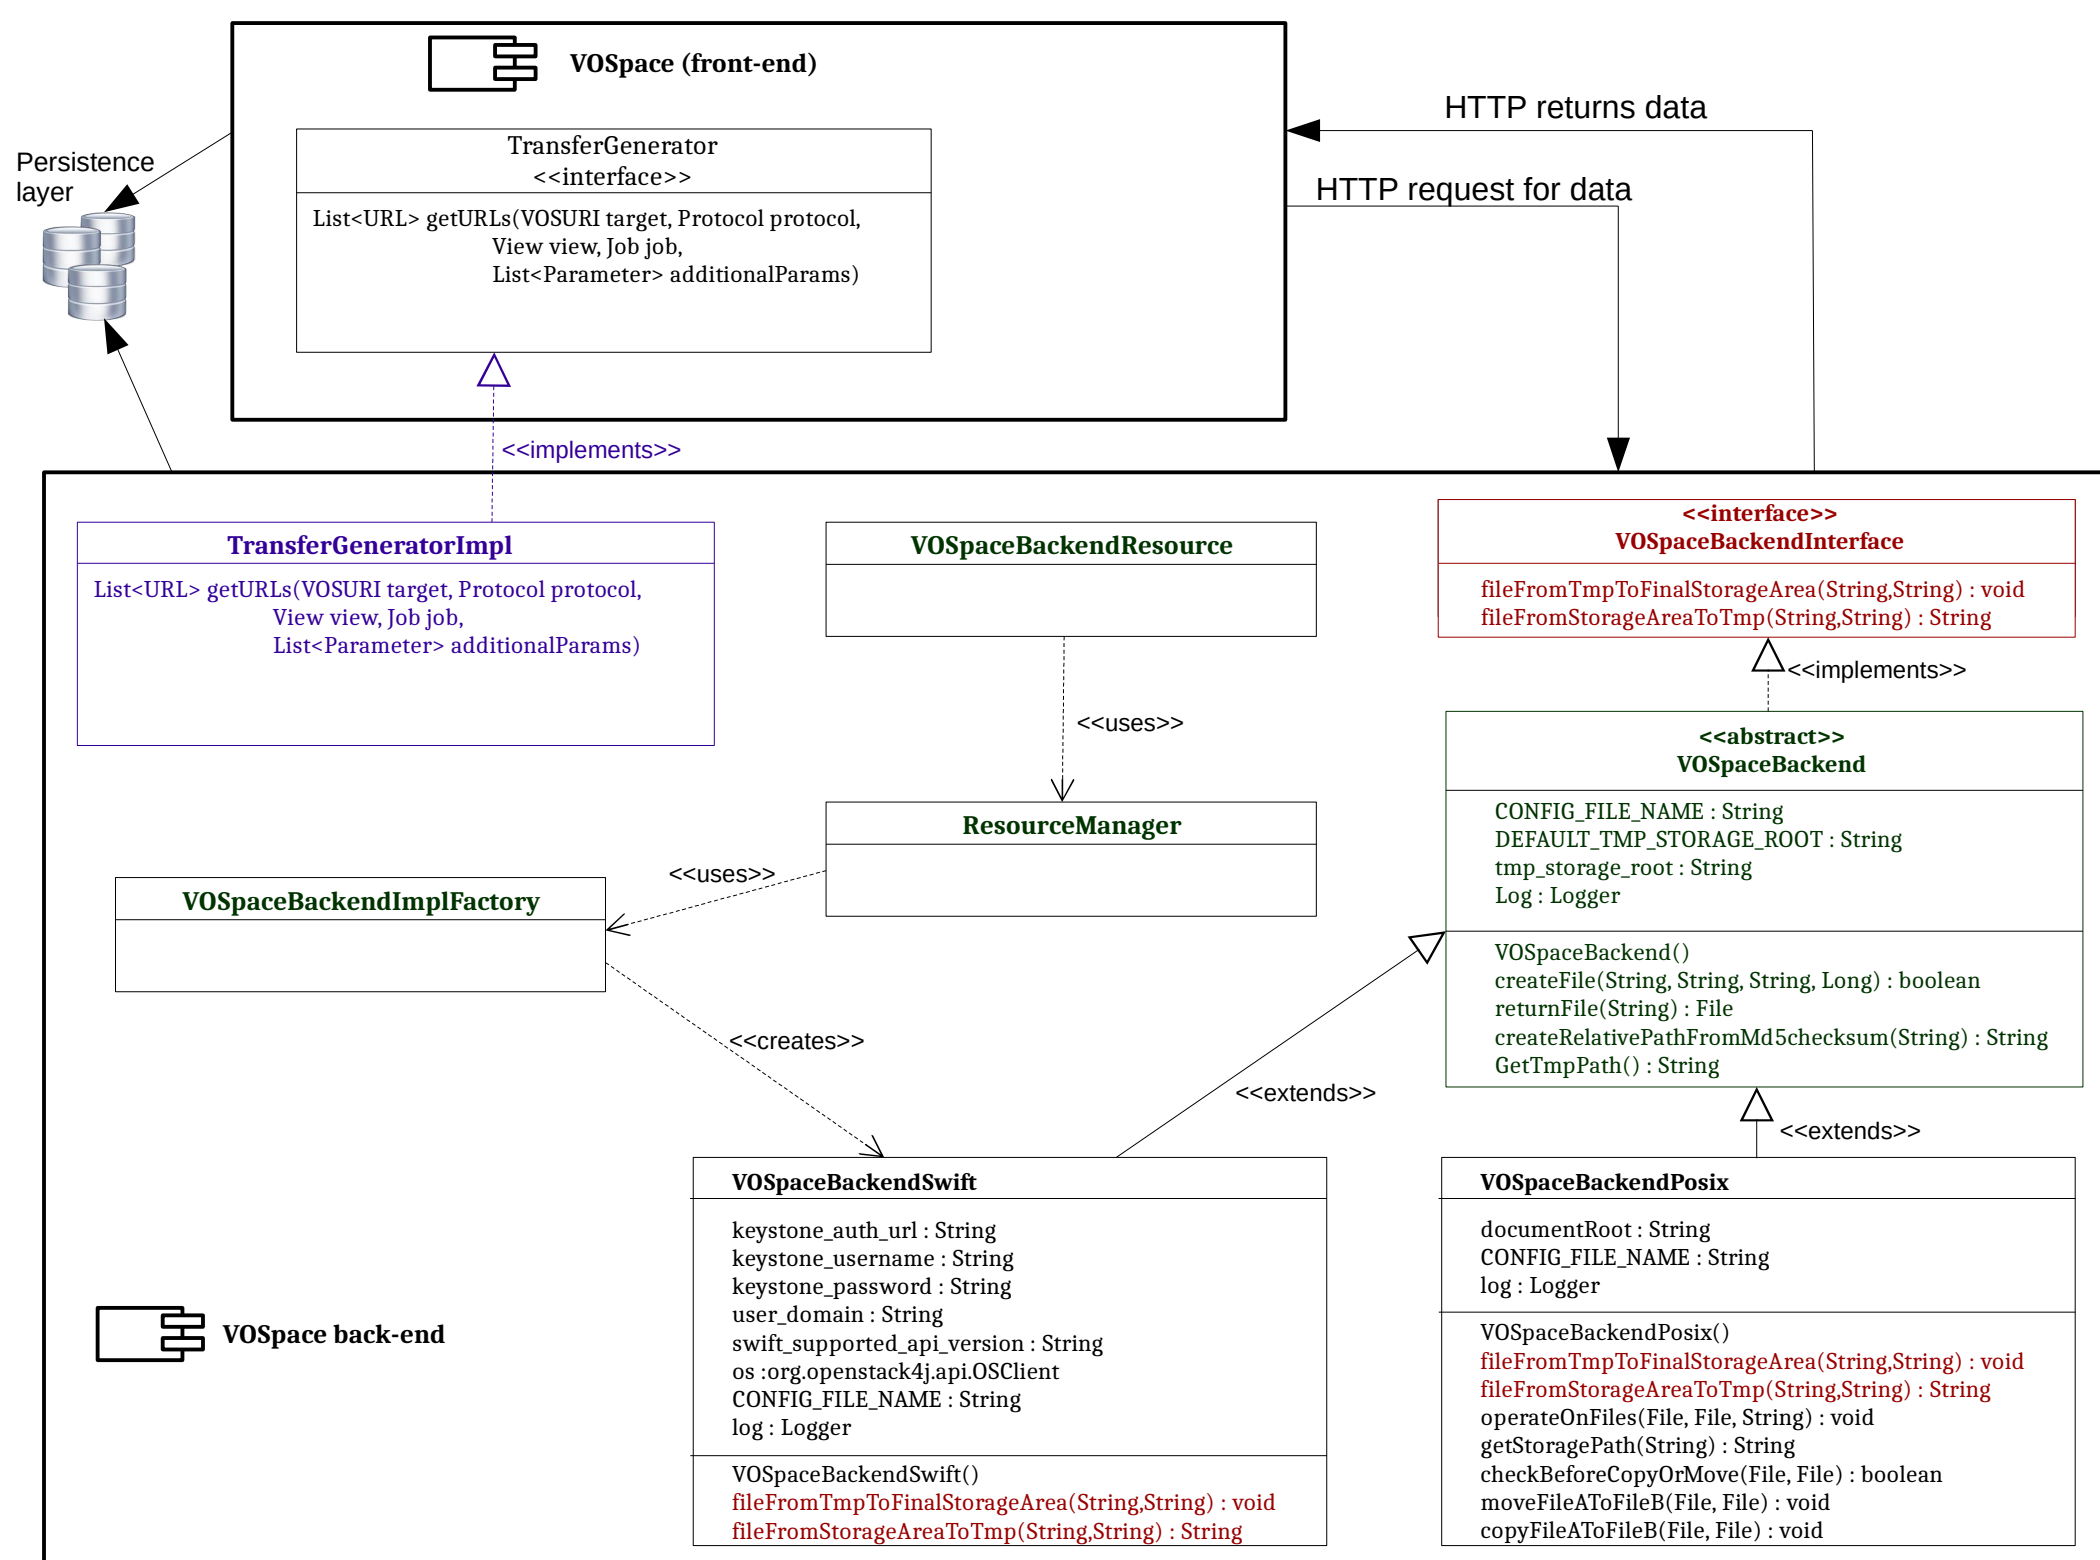 VOSpace (front-end)
HTTP returns data
TransferGenerator
<<interface>>
Persistence
layer
HTTP request for data
List<URL> getURLs(VOSURI target, Protocol protocol,
View view, Job job,
List<Parameter> additionalParams)
<<implements>>
TransferGeneratorImpl
List<URL> getURLs(VOSURI target, Protocol protocol,
View view, Job job,
List<Parameter> additionalParams)
VOSpaceBackendResource
<<interface>>
VOSpaceBackendInterface
fileFromTmpToFinalStorageArea(String,String) : void
fileFromStorageAreaToTmp(String,String) : String
<<implements>>
<<uses>>
<<abstract>>
VOSpaceBackend
CONFIG_FILE_NAME : String
DEFAULT_TMP_STORAGE_ROOT : String
tmp_storage_root : String
Log : Logger
VOSpaceBackend()
createFile(String, String, String, Long) : boolean
returnFile(String) : File
createRelativePathFromMd5checksum(String) : String
GetTmpPath() : String
ResourceManager
<<uses>>
VOSpaceBackendImplFactory
<<creates>>
<<extends>>
<<extends>>
VOSpaceBackendSwift
keystone_auth_url : String
keystone_username : String
keystone_password : String
user_domain : String
swift_supported_api_version : String
os :org.openstack4j.api.OSClient
CONFIG_FILE_NAME : String
log : Logger
VOSpaceBackendSwift()
fileFromTmpToFinalStorageArea(String,String) : void
fileFromStorageAreaToTmp(String,String) : String
VOSpaceBackendPosix
documentRoot : String
CONFIG_FILE_NAME : String
log : Logger
VOSpaceBackendPosix()
fileFromTmpToFinalStorageArea(String,String) : void
fileFromStorageAreaToTmp(String,String) : String
operateOnFiles(File, File, String) : void
getStoragePath(String) : String
checkBeforeCopyOrMove(File, File) : boolean
moveFileAToFileB(File, File) : void
copyFileAToFileB(File, File) : void
VOSpace back-end